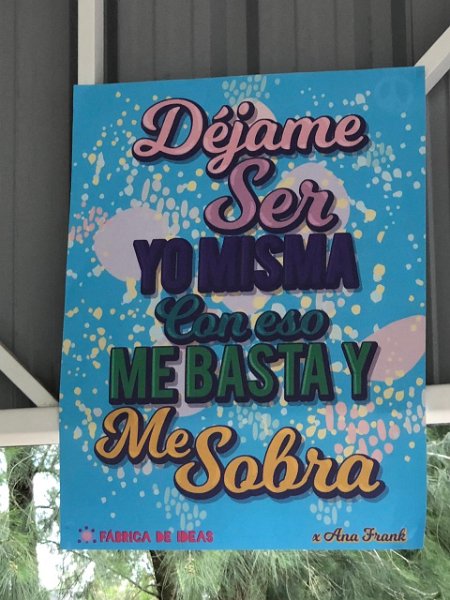 Déjame
Ser
YO MISMA
Con eso
ME BASTA Y
Me Sobra
FÁBRICA DE IDEAS
x Ana Frank